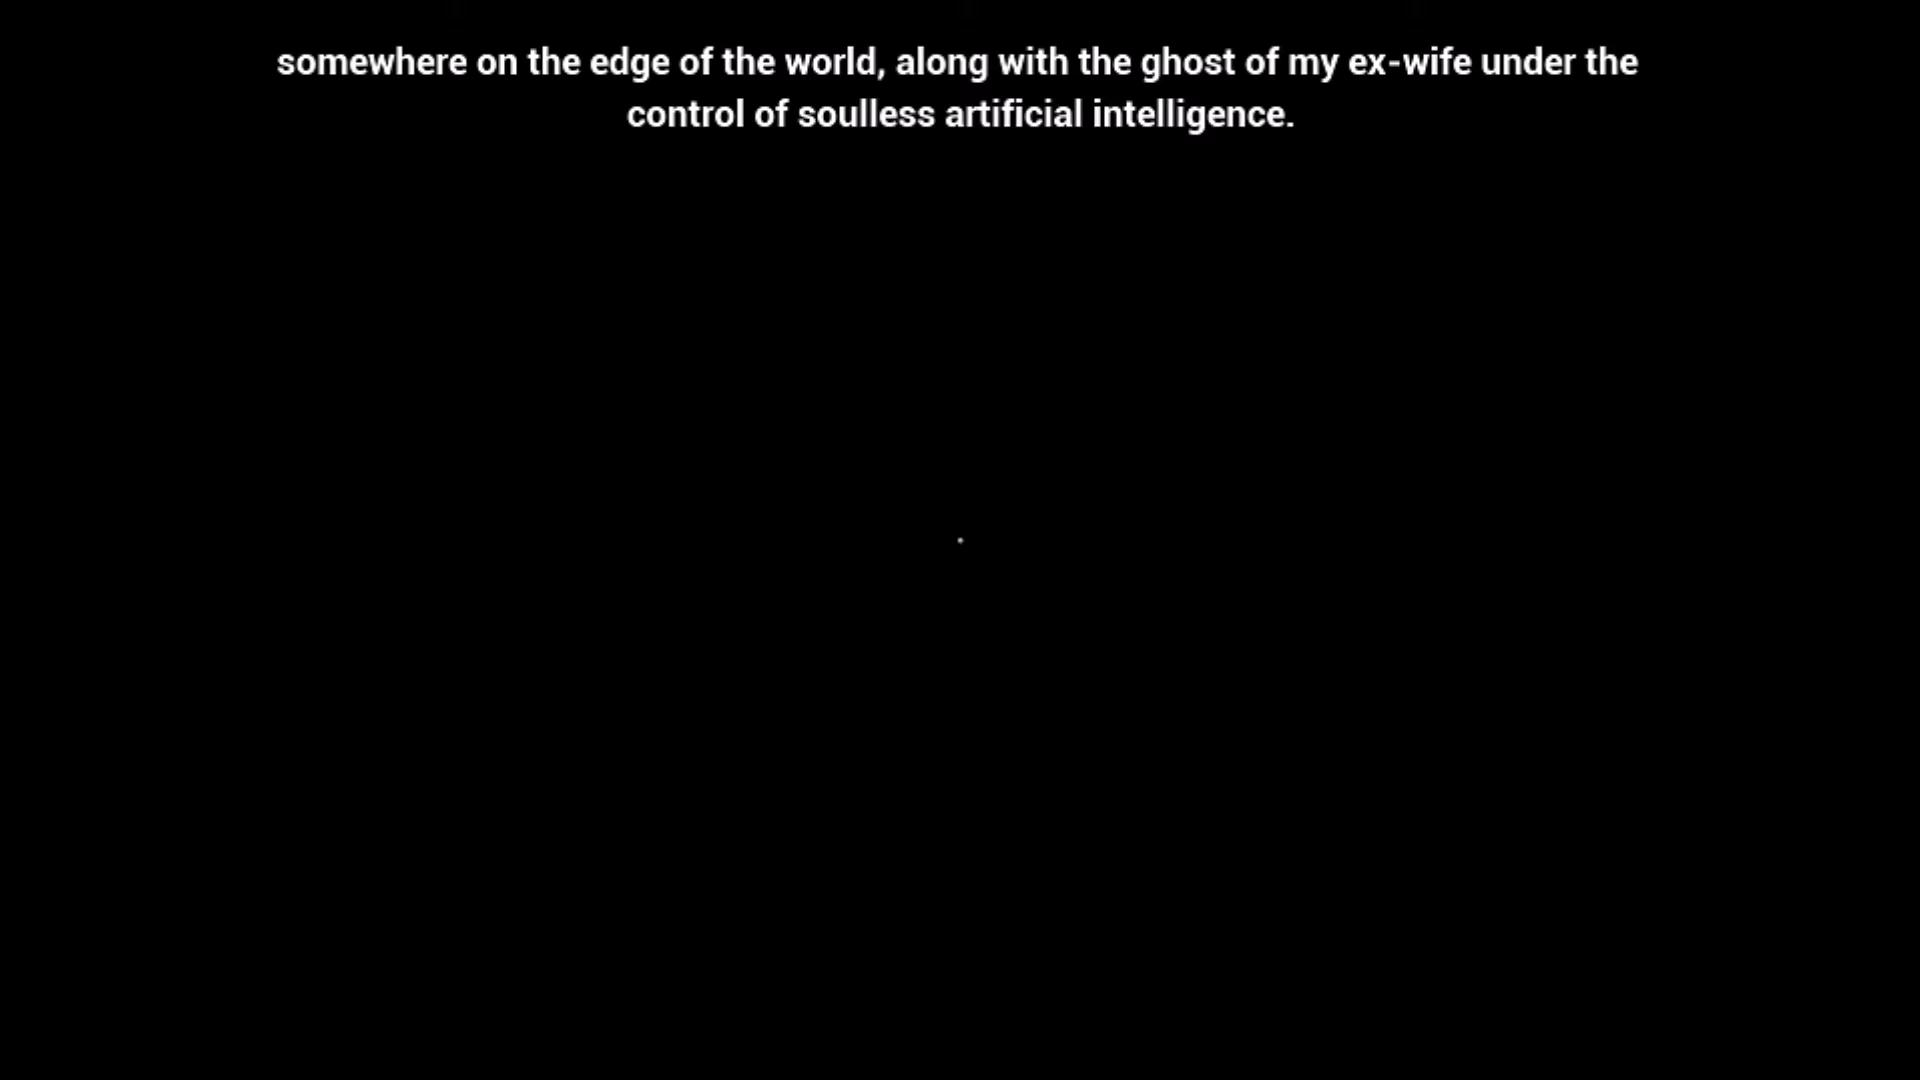 somewhere on the edge of the world, along with the ghost of my ex-wife under the
control of soulless artificial intelligence.